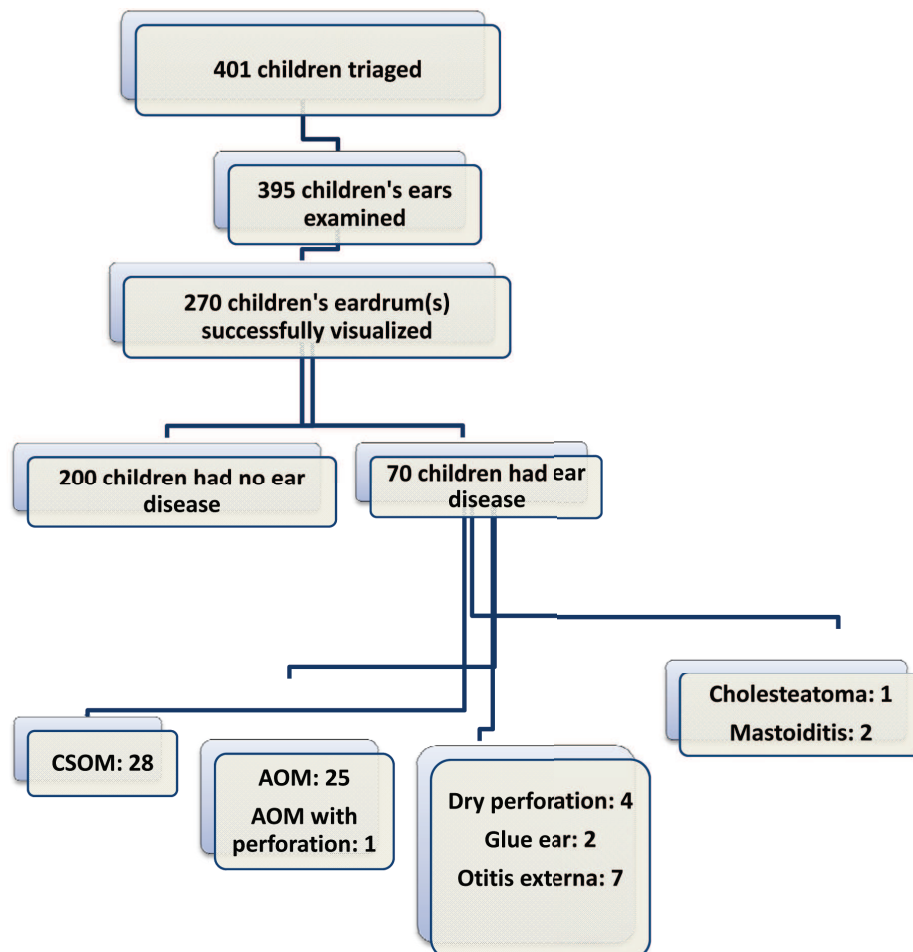 401 children triaged
395 children's ears
examined
270 children's eardrum(s)
successfully visualized
200 children had no ear
disease
70 children had ear
disease
CSOM: 28
AOM: 25
AOM with
perforation: 1
Dry perforation: 4
Glue ear: 2
Otitis externa: 7
Cholesteatoma: 1
Mastoiditis: 2